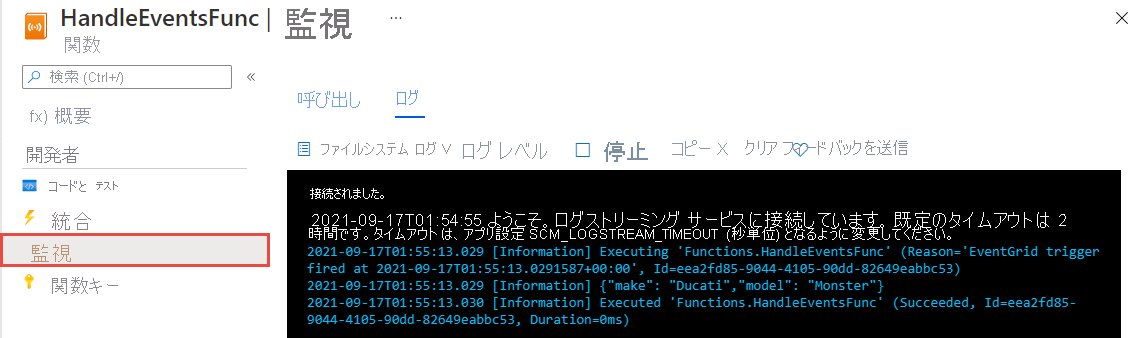 HandleEventsFunc | 監視 ...
関数
検索 (Ctrl+/) «
fx) 概要
開発者
コードと テスト
統合
監視
関数キー
呼び出し ログ
ファイルシステム ログ ∨ ログ レベル 停止 コピー X クリア フィードバックを送信
接続されました。
2021-09-17T01:54:55 ようこそ。ログストリーミング サービスに接続しています。既定のタイムアウトは 2
時間です。タイムアウトは、アプリ設定 SCM_LOGSTREAM_TIMEOUT (秒単位) となるように変更してください。
2021-09-17T01:55:13.029 [Information] Executing 'Functions.HandleEventsFunc' (Reason='EventGrid trigger
fired at 2021-09-17T01:55:13.0291587+00:00', Id=eea2fd85-9044-4105-90dd-82649eabbc53)
2021-09-17T01:55:13.029 [Information] {"make": "Ducati","model": "Monster"}
2021-09-17T01:55:13.030 [Information] Executed 'Functions.HandleEventsFunc' (Succeeded, Id=eea2fd85-
9044-4105-90dd-82649eabbc53, Duration=0ms)